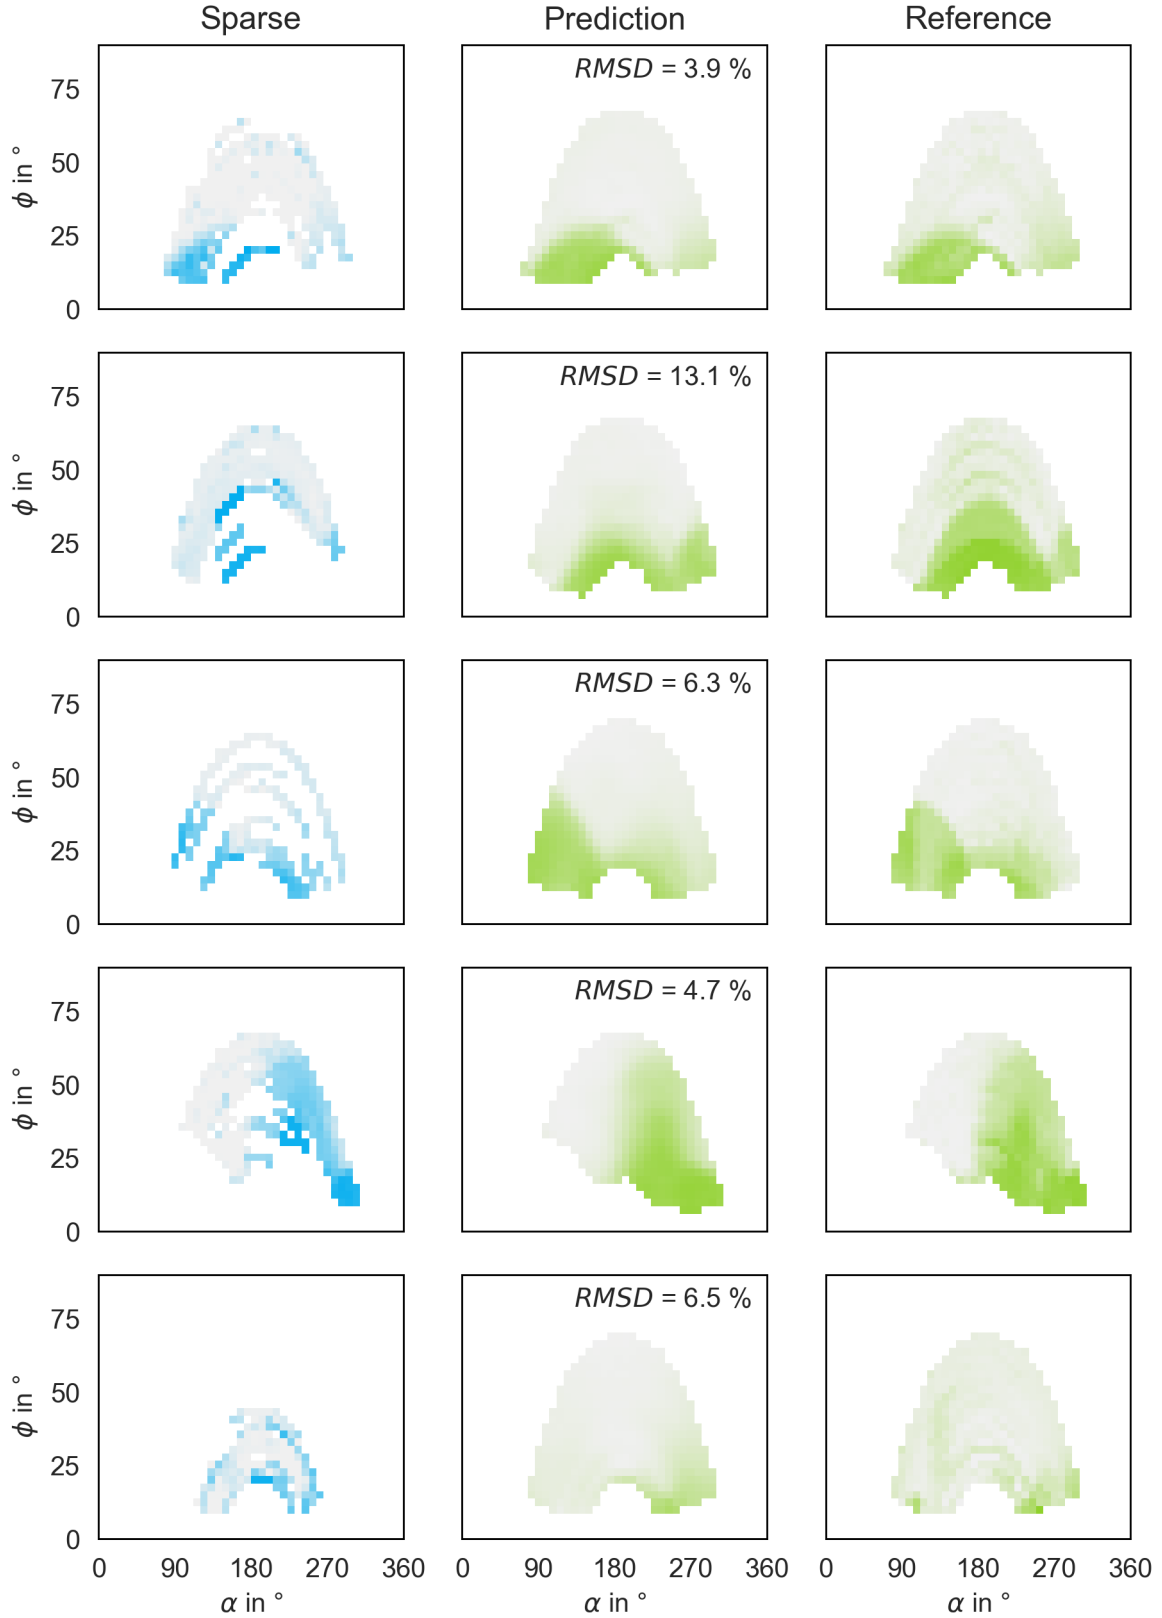 Sparse Prediction Reference
RMSD = 3.9 %
75
50
25
0
ϕ in °
RMSD = 13.1 %
75
50
25
0
ϕ in °
RMSD = 6.3 %
75
50
25
0
ϕ in °
RMSD = 4.7 %
75
50
25
0
ϕ in °
RMSD = 6.5 %
75
50
25
0
ϕ in °
0 90 180 270 360 0 90 180 270 360 0 90 180 270 360
α in ° α in ° α in °